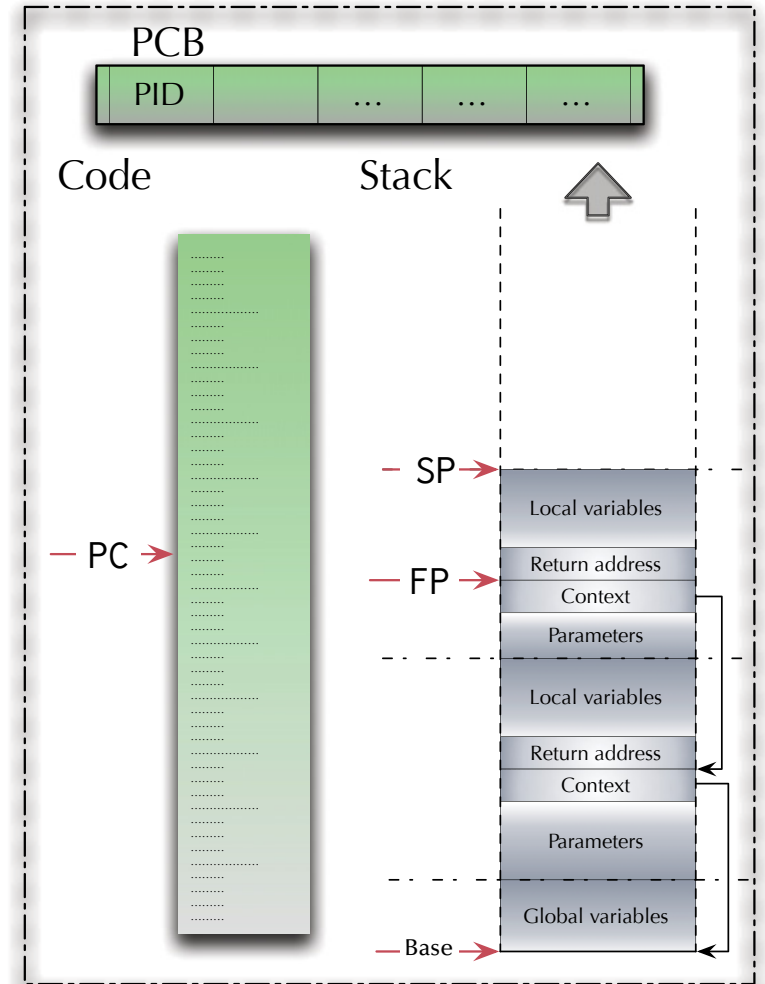 PCB
PID ... ... ...
Code Stack
SP
Local variables
PC
Return address
FP
Context
Parameters
Local variables
Return address
Context
Parameters
Global variables
Base